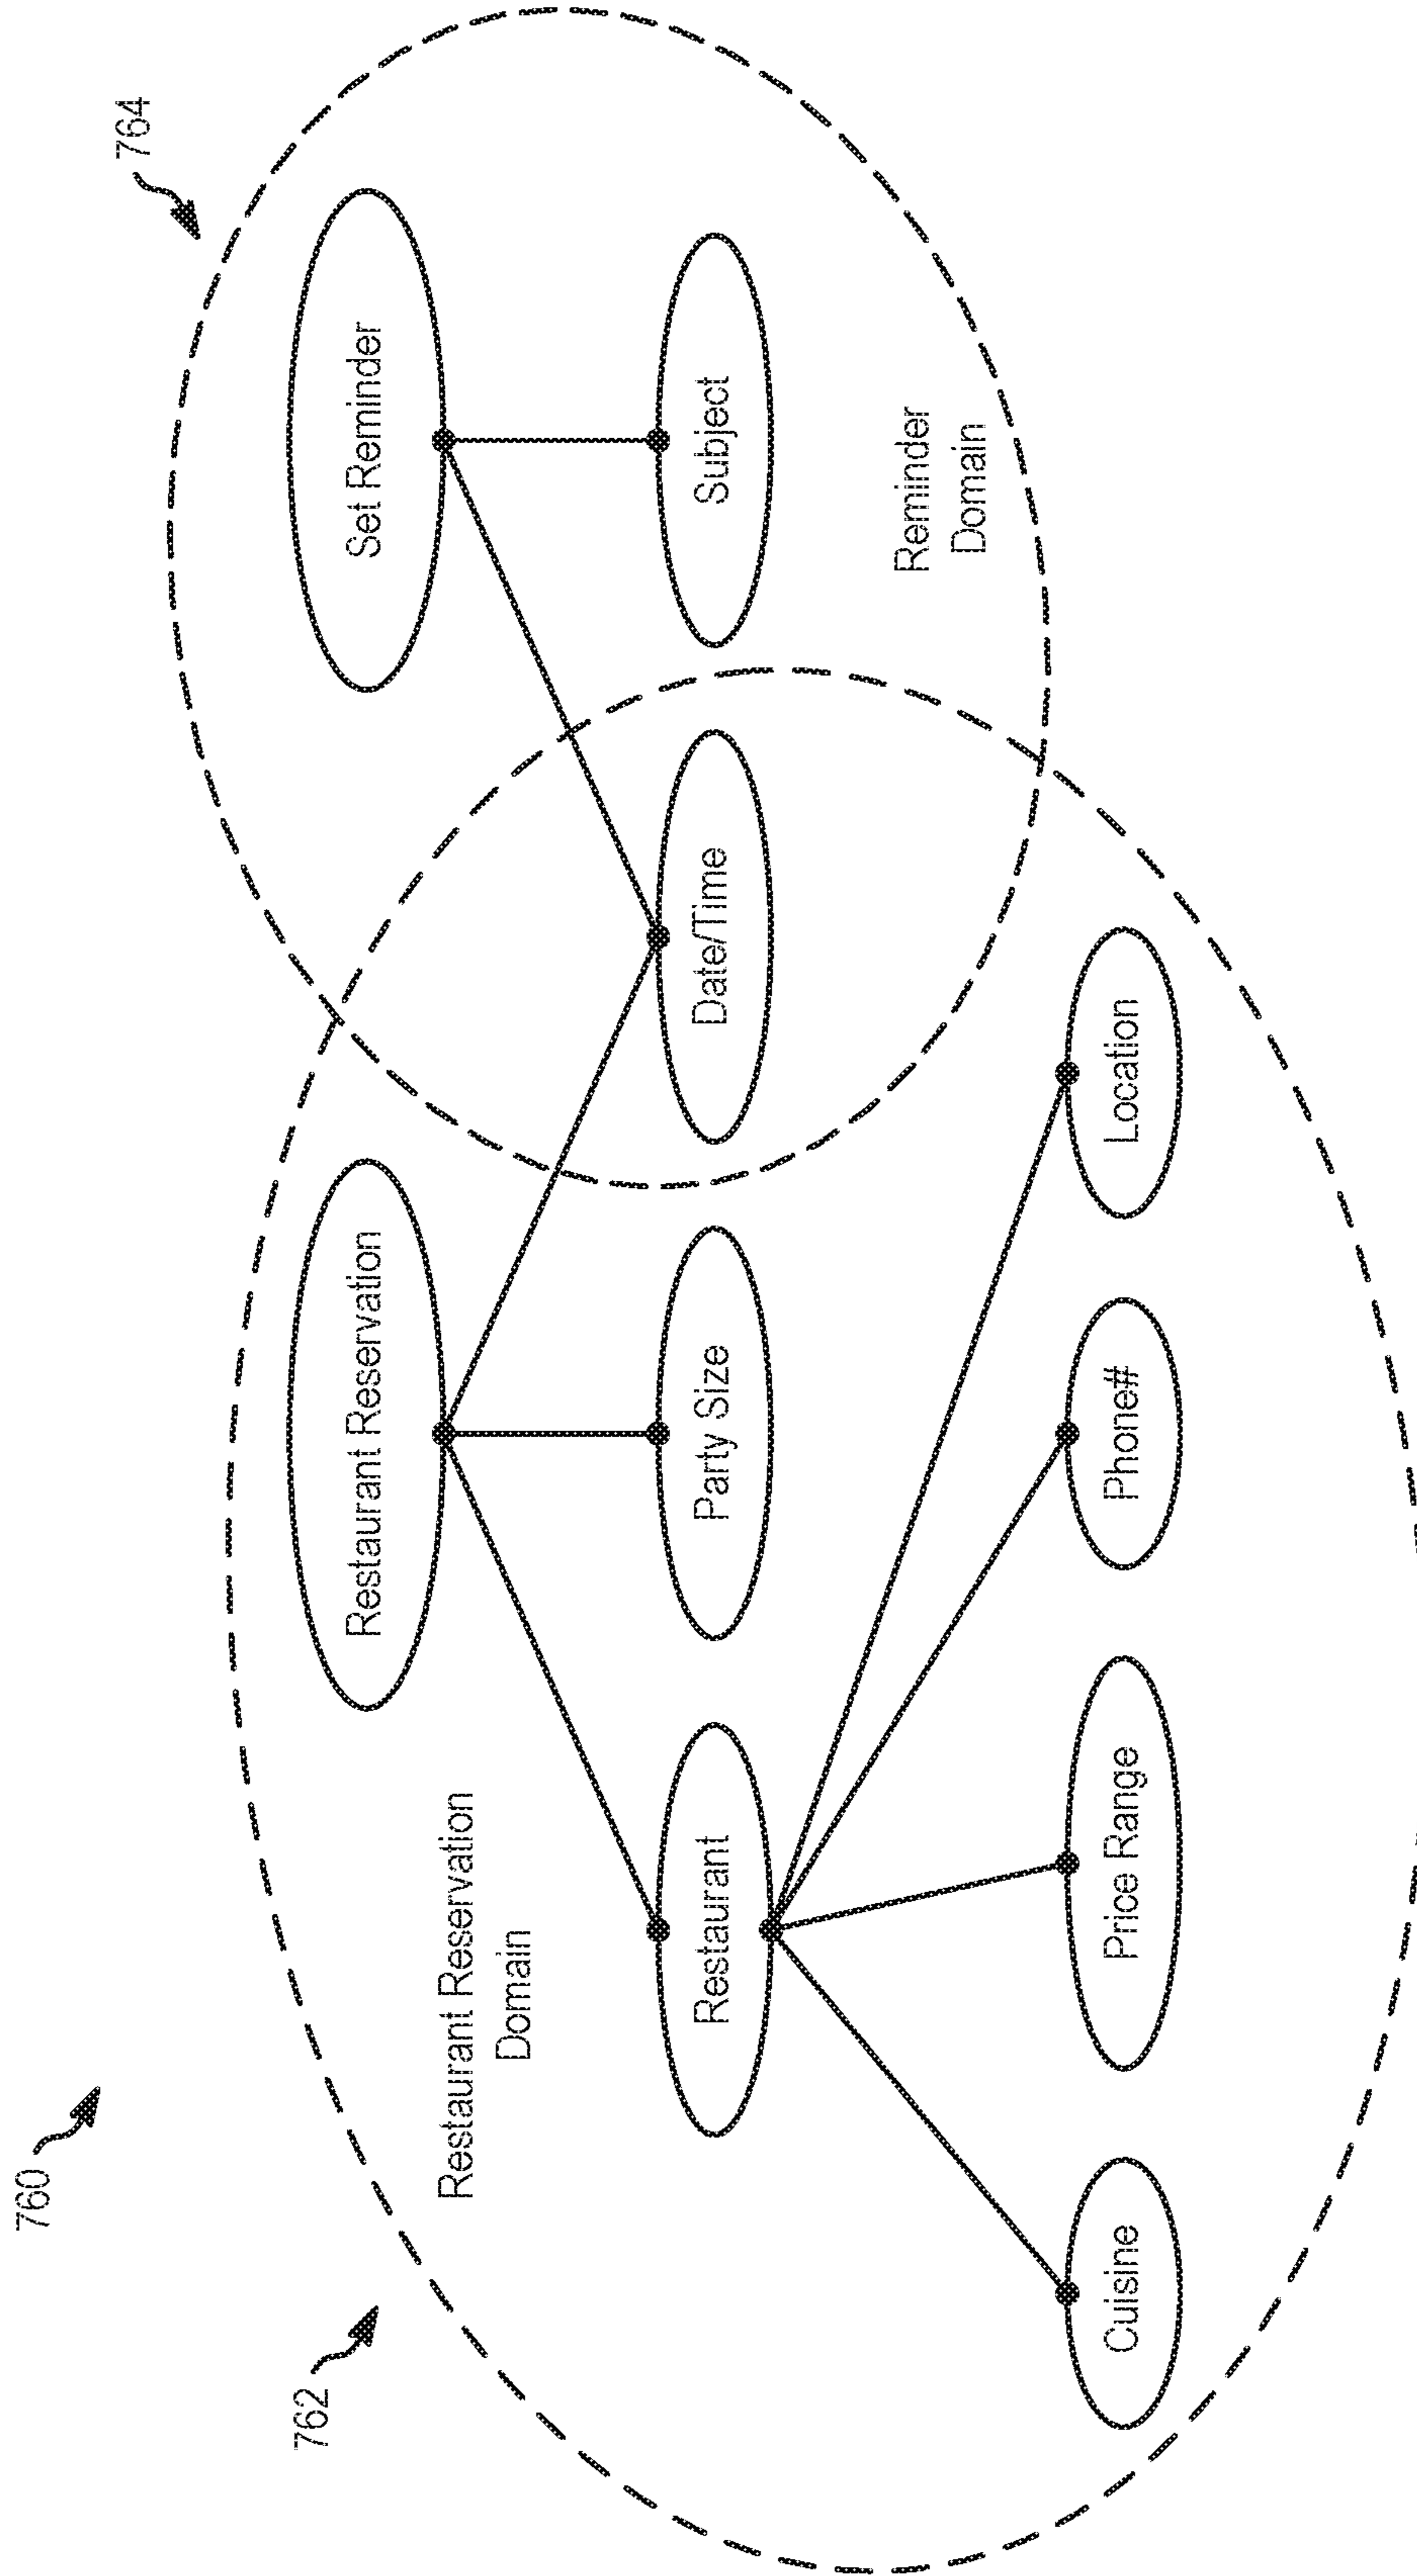 760
762
764
Restaurant Reservation
Set Reminder
Restaurant Reservation
Domain
Restaurant
Party Size
Date/Time
Subject
Reminder
Domain
Cuisine
Price Range
Phone#
Location